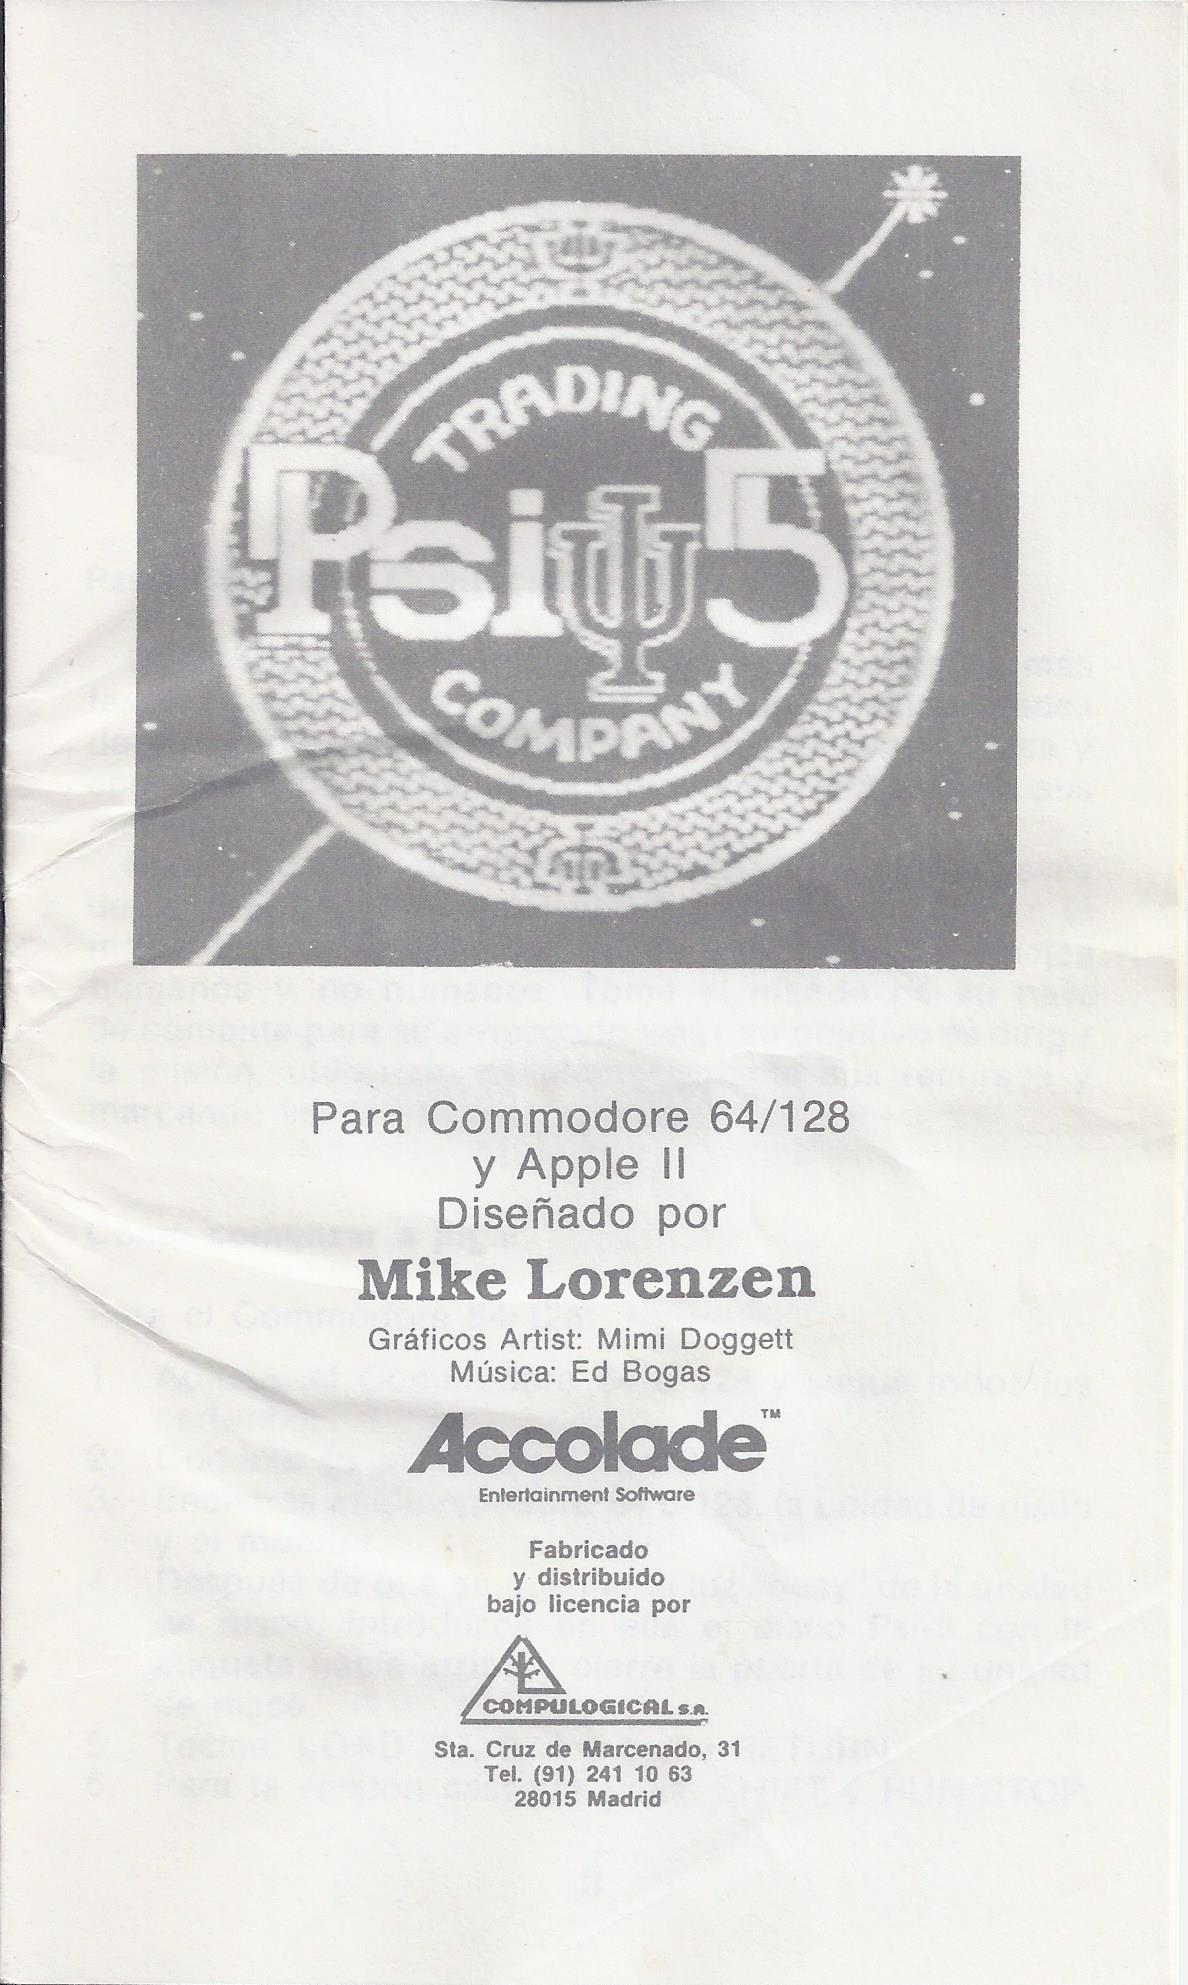 TRADING
Psi Ψ 5
COMPANY
Para Commodore 64/128
y Apple II
Diseñado por
Mike Lorenzen
Gráficos Artist: Mimi Doggett
Música: Ed Bogas
Accolade™
Entertainment Software
Fabricado
y distribuido
bajo licencia por
COMPULOGICAL s.a.
Sta. Cruz de Marcenado, 31
Tel. (91) 241 10 63
28015 Madrid